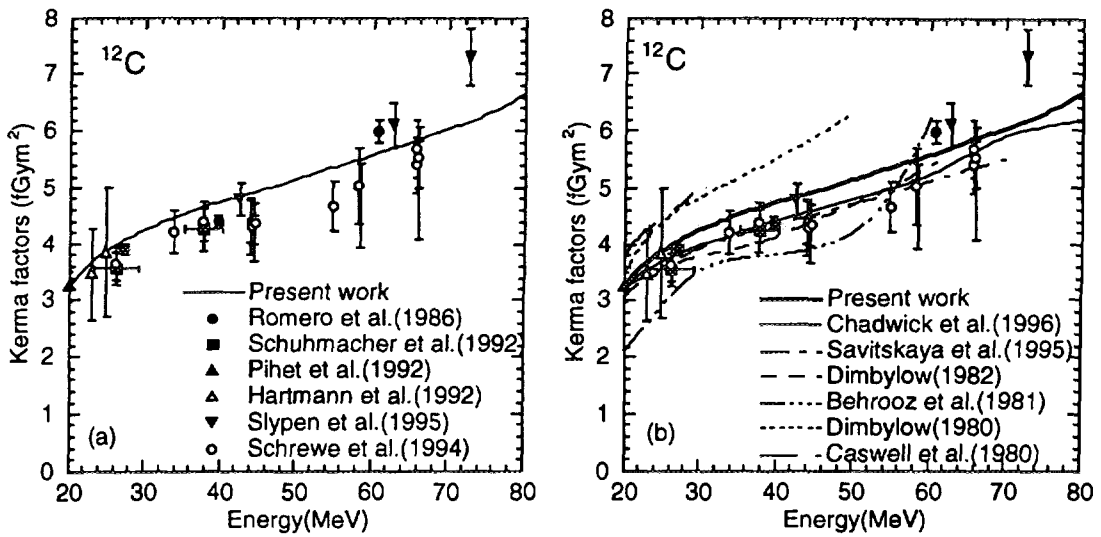 Kerma factors (fGym²)
8
7
6
5
4
3
2
1
0
¹²C
Present work
Romero et al.(1986)
Schuhmacher et al.(1992)
Pihet et al.(1992)
Hartmann et al.(1992)
Slypen et al.(1995)
Schrewe et al.(1994)
(a)
20 30 40 50 60 70 80
Energy(MeV)
Kerma factors (fGym²)
8
7
6
5
4
3
2
1
0
¹²C
Present work
Chadwick et al.(1996)
Savitskaya et al.(1995)
Dimbylow(1982)
Behrooz et al.(1981)
Dimbylow(1980)
Caswell et al.(1980)
(b)
20 30 40 50 60 70 80
Energy(MeV)